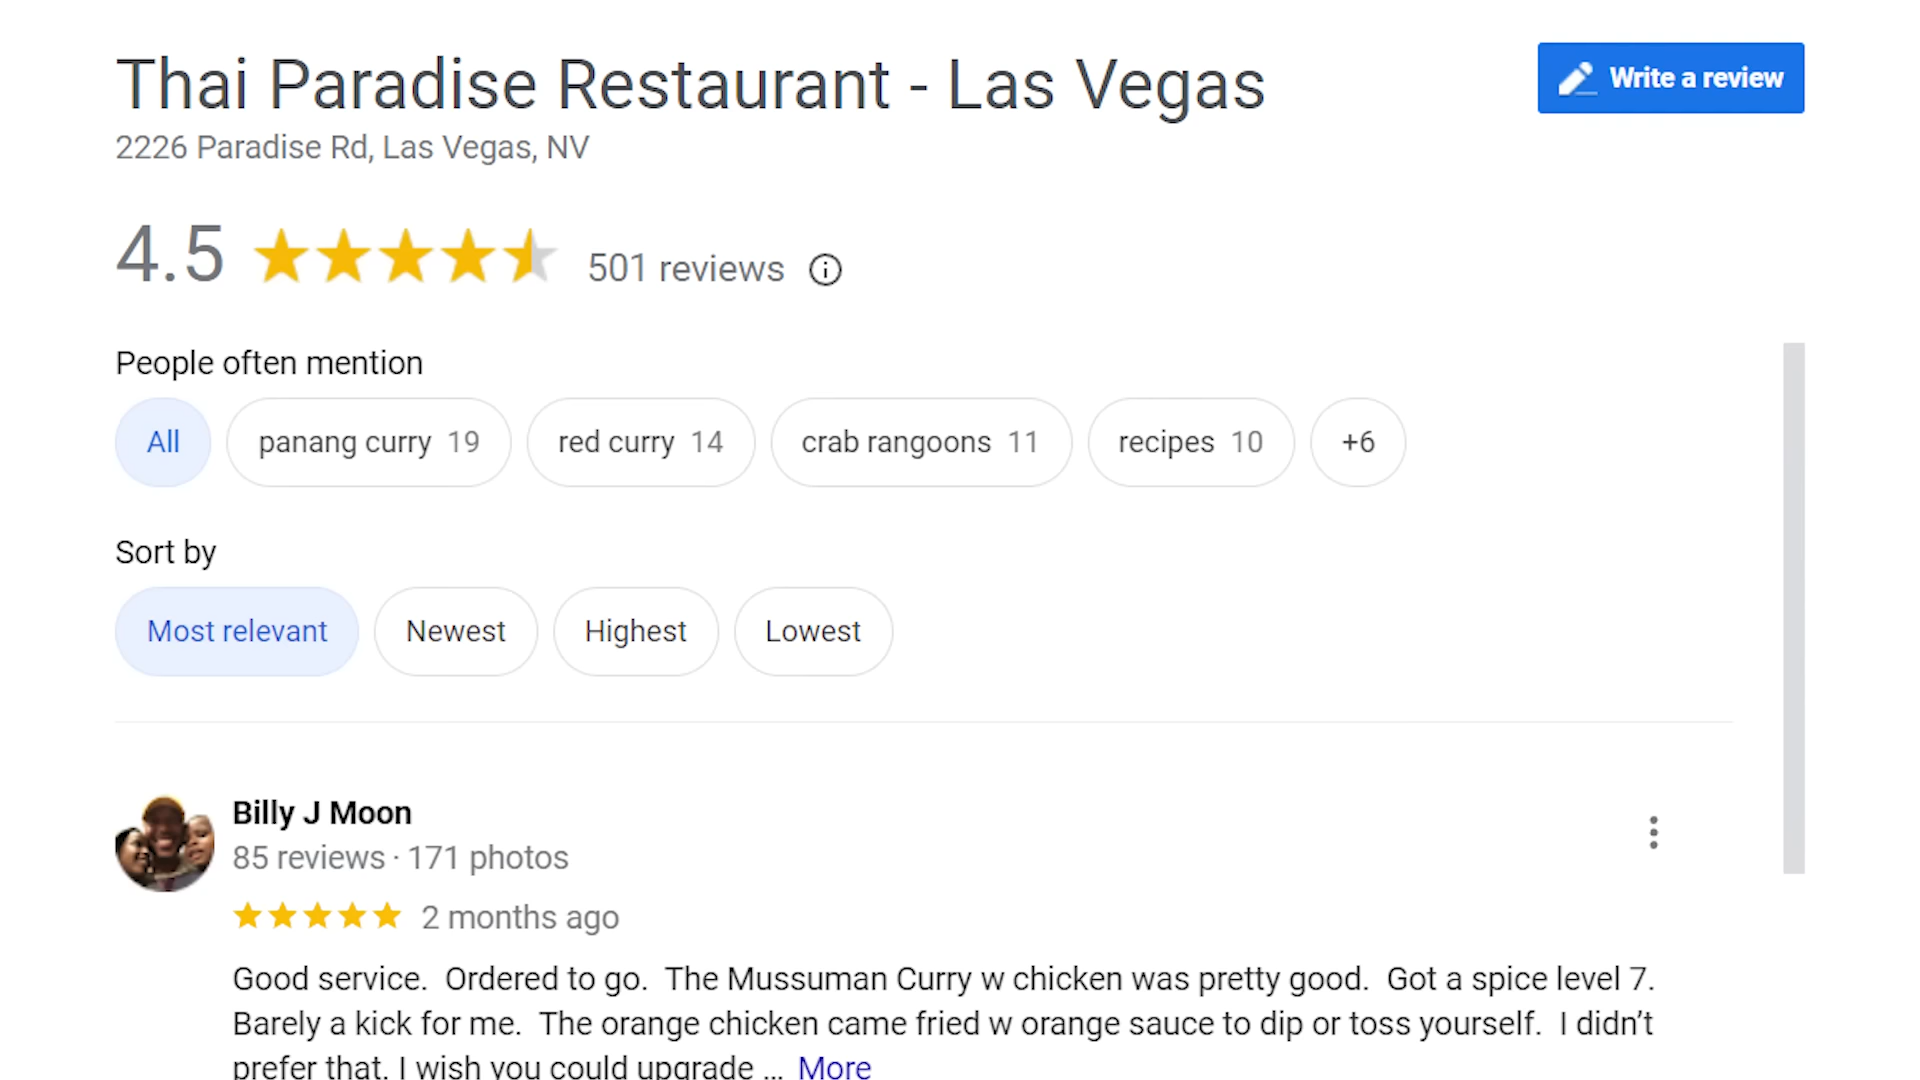 Thai Paradise Restaurant - Las Vegas
Write a review
2226 Paradise Rd, Las Vegas, NV
4.5 501 reviews
People often mention
All panang curry 19 red curry 14 crab rangoons 11 recipes 10 +6
Sort by
Most relevant Newest Highest Lowest
Billy J Moon
85 reviews · 171 photos
2 months ago
Good service.  Ordered to go.  The Mussuman Curry w chicken was pretty good.  Got a spice level 7.
Barely a kick for me.  The orange chicken came fried w orange sauce to dip or toss yourself.  I didn’t
prefer that. I wish you could upgrade ... More